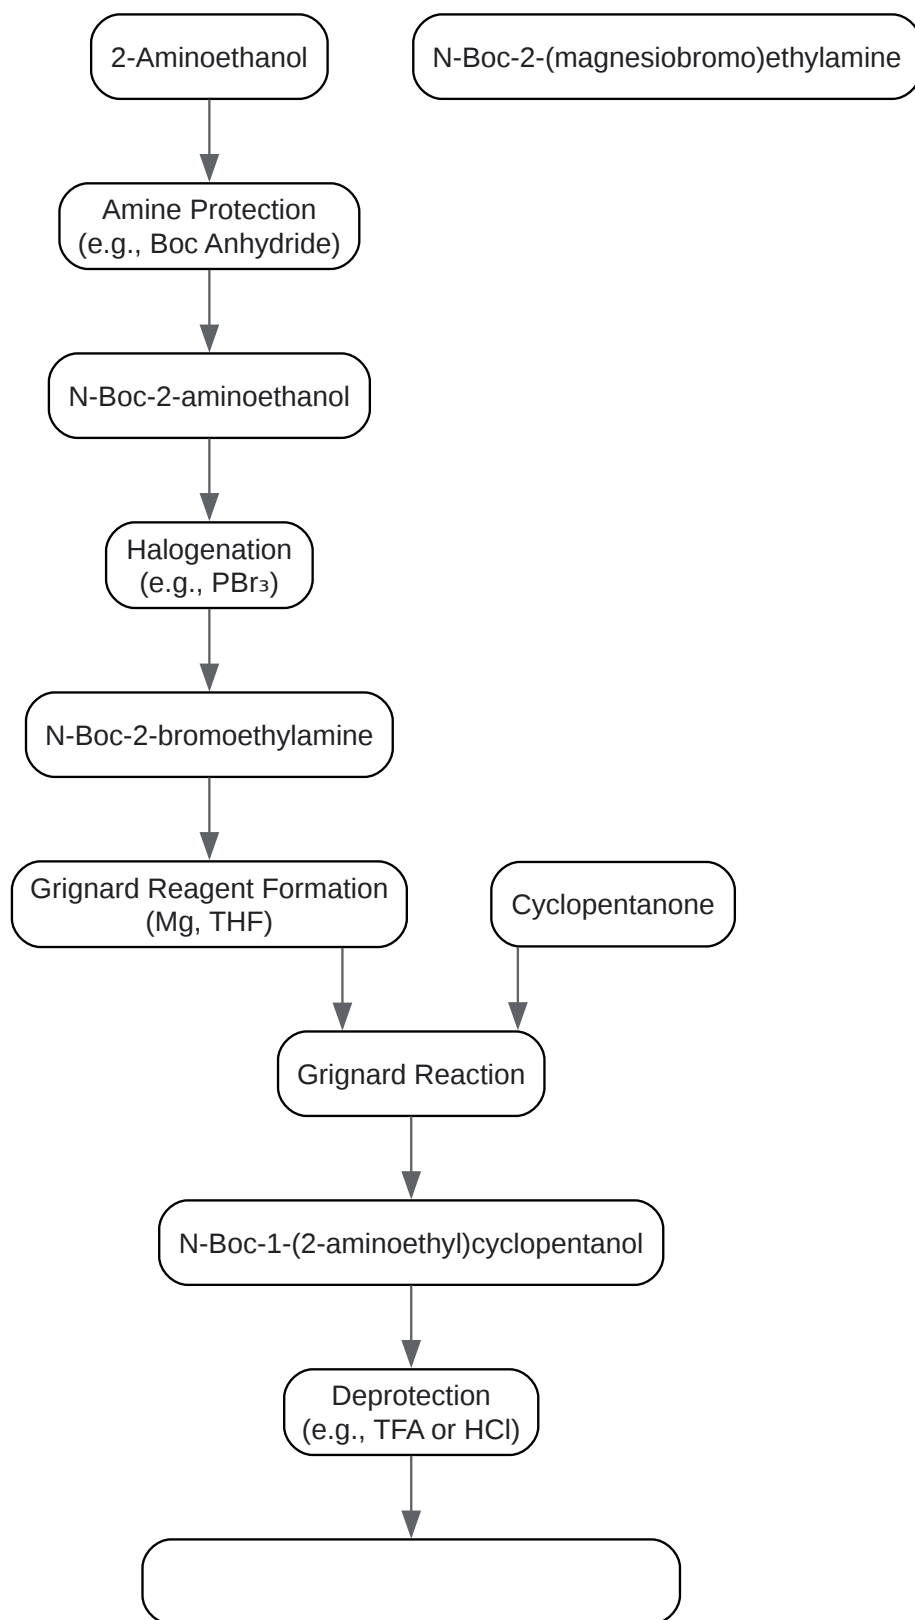 2-Aminoethanol
N-Boc-2-(magnesiobromo)ethylamine
Amine Protection
(e.g., Boc Anhydride)
N-Boc-2-aminoethanol
Halogenation
(e.g., PBr₃)
N-Boc-2-bromoethylamine
Grignard Reagent Formation
(Mg, THF)
Cyclopentanone
Grignard Reaction
N-Boc-1-(2-aminoethyl)cyclopentanol
Deprotection
(e.g., TFA or HCl)